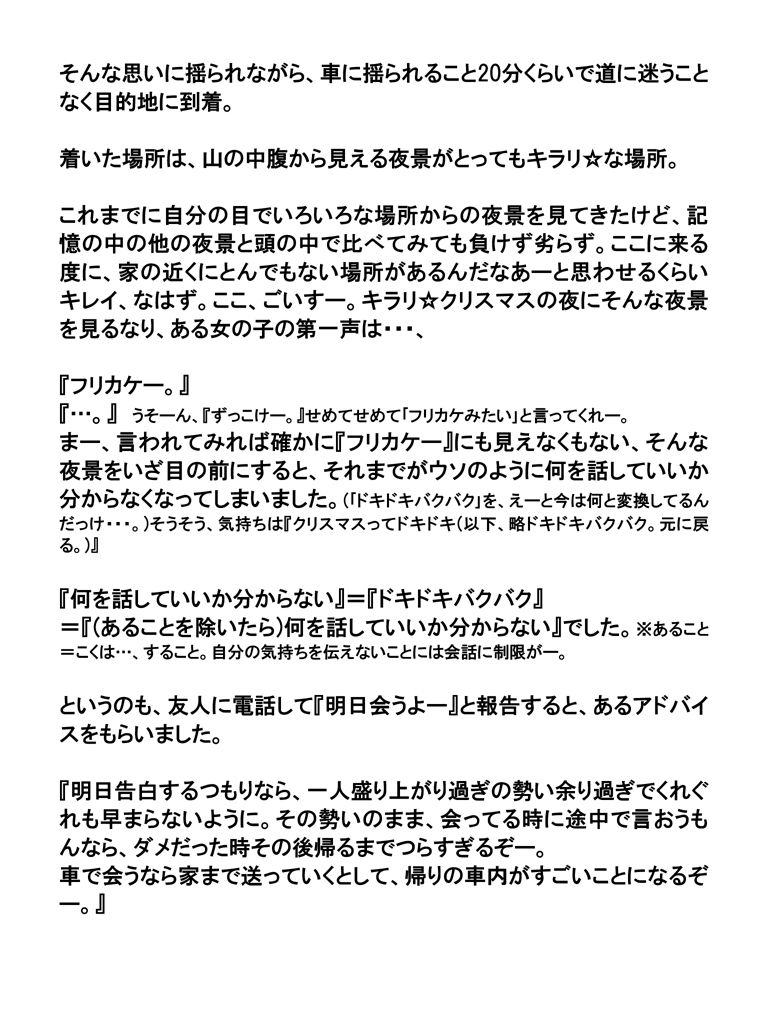 そんな思いに揺られながら、車に揺られること20分くらいで道に迷うこと
なく目的地に到着。
着いた場所は、山の中腹から見える夜景がとってもキラリ☆な場所。
これまでに自分の目でいろいろな場所からの夜景を見てきたけど、記
憶の中の他の夜景と頭の中で比べてみても負けず劣らず。ここに来る
度に、家の近くにとんでもない場所があるんだなあーと思わせるくらい
キレイ、なはず。ここ、ごいすー。キラリ☆クリスマスの夜にそんな夜景
を見るなり、ある女の子の第一声は・・・、
『フリカケー。』
『…。』 うそーん、『ずっこけー。』せめてせめて「フリカケみたい」と言ってくれー。
まー、言われてみれば確かに『フリカケー』にも見えなくもない、そんな
夜景をいざ目の前にすると、それまでがウソのように何を話していいか
分からなくなってしまいました。（「ドキドキバクバク」を、えーと今は何と変換してるん
だっけ・・・。）そうそう、気持ちは『クリスマスってドキドキ（以下、略ドキドキバクバク。元に戻
る。）』
『何を話していいか分からない』＝『ドキドキバクバク』
＝『（あることを除いたら）何を話していいか分からない』でした。※あること
＝こくは…、すること。自分の気持ちを伝えないことには会話に制限がー。
というのも、友人に電話して『明日会うよー』と報告すると、あるアドバイ
スをもらいました。
『明日告白するつもりなら、一人盛り上がり過ぎの勢い余り過ぎでくれぐ
れも早まらないように。その勢いのまま、会ってる時に途中で言おうも
んなら、ダメだった時その後帰るまでつらすぎるぞー。
車で会うなら家まで送っていくとして、帰りの車内がすごいことになるぞ
ー。』